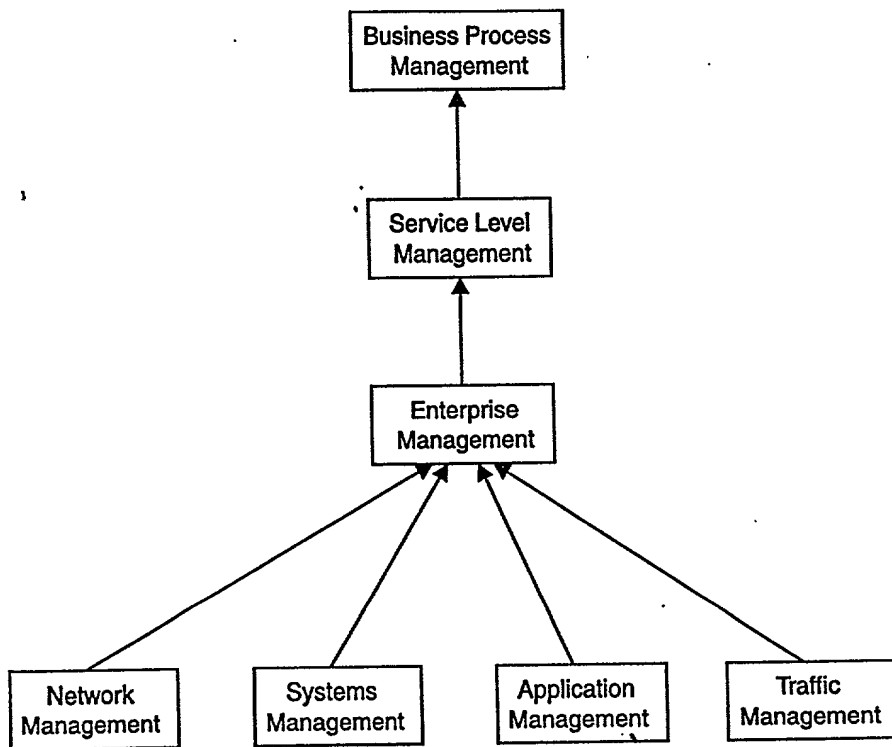 Business Process
Management
Service Level
Management
Enterprise
Management
Network
Management
Systems
Management
Application
Management
Traffic
Management